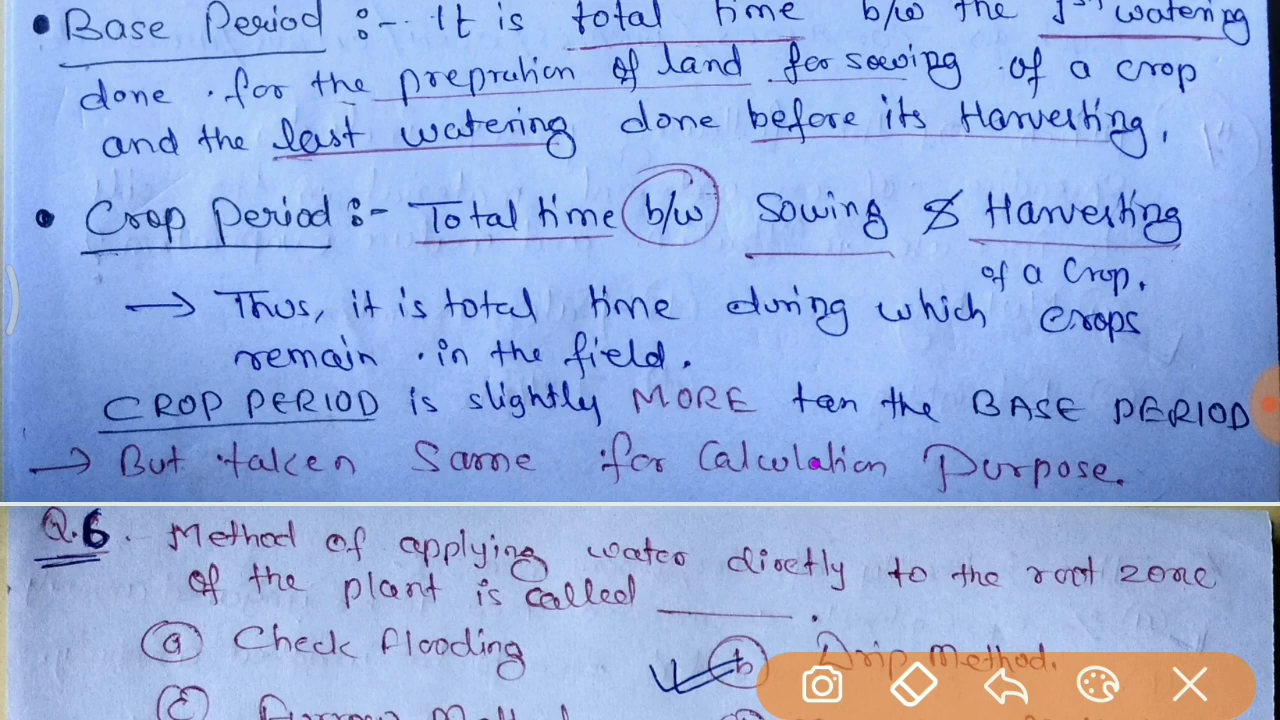 • Base Period :- It is total time b/w the 1st watering
done for the prepration of land for sowing of a crop
and the last watering done before its Harvesting.
• Crop Period :- Total time b/w Sowing & Harvesting
of a Crop.
→ Thus, it is total time during which crops
remain in the field.
CROP PERIOD is slightly MORE tan the BASE PERIOD
→ But taken Same for Calculation Purpose.
Q.6. Method of applying water directly to the root zone
of the plant is called ______.
(a) Check flooding
(b) Drip Method.
(c)